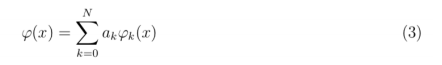 φ(x) = ∑_{k=0}^{N} a_k φ_k(x) (3)